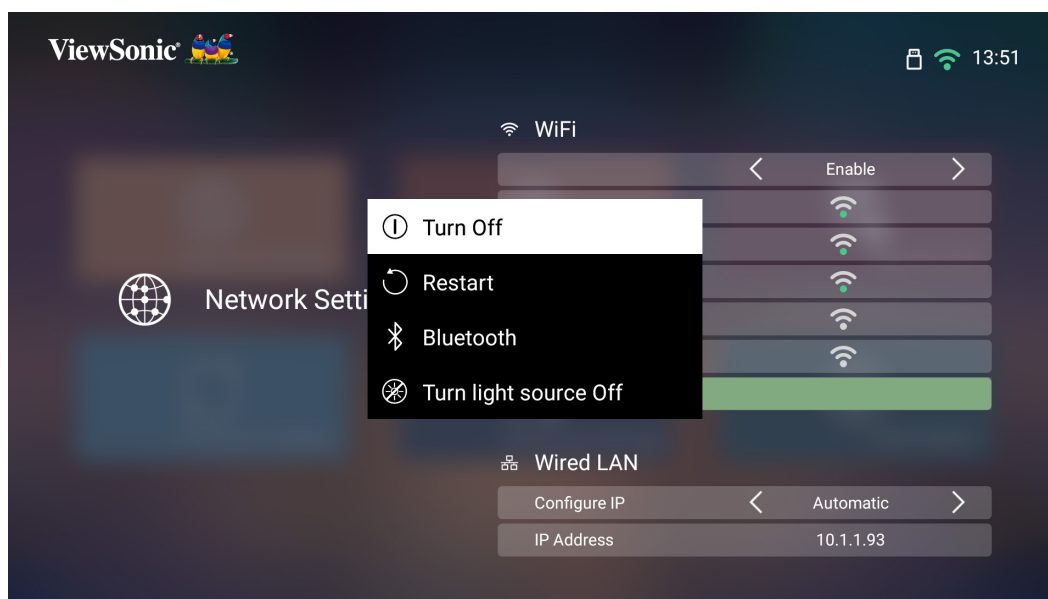 ViewSonic
13:51
WiFi
Enable
Turn Off
Restart
Network Setti
Bluetooth
Turn light source Off
Wired LAN
Configure IP
Automatic
IP Address
10.1.1.93